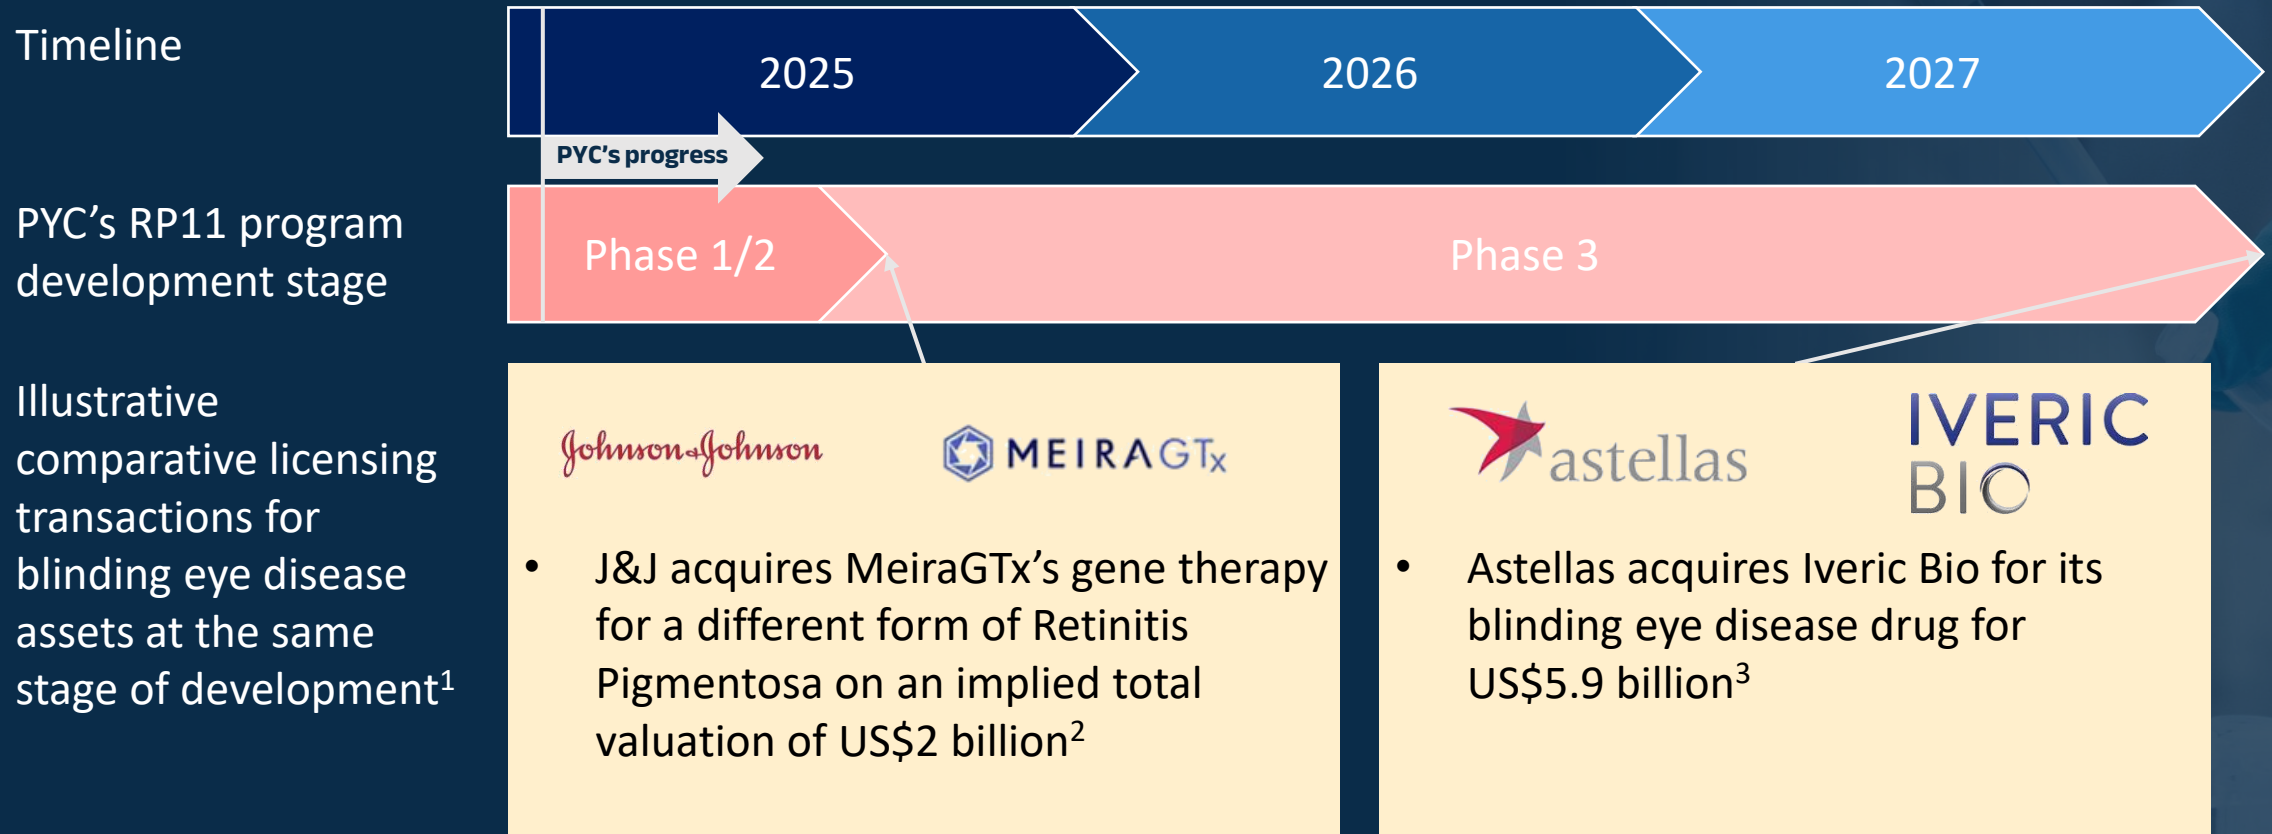 Timeline
2025
2026
2027
PYC’s progress
PYC’s RP11 program
development stage
Phase 1/2
Phase 3
Illustrative
comparative licensing
transactions for
blinding eye disease
assets at the same
stage of development¹
Johnson&Johnson
MEIRAGTx
• J&J acquires MeiraGTx’s gene therapy
for a different form of Retinitis
Pigmentosa on an implied total
valuation of US$2 billion²
astellas
IVERIC
BIO
• Astellas acquires Iveric Bio for its
blinding eye disease drug for
US$5.9 billion³